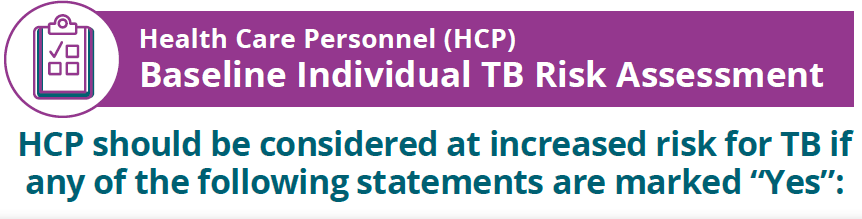 Health Care Personnel (HCP)
Baseline Individual TB Risk Assessment
HCP should be considered at increased risk for TB if
any of the following statements are marked “Yes”: